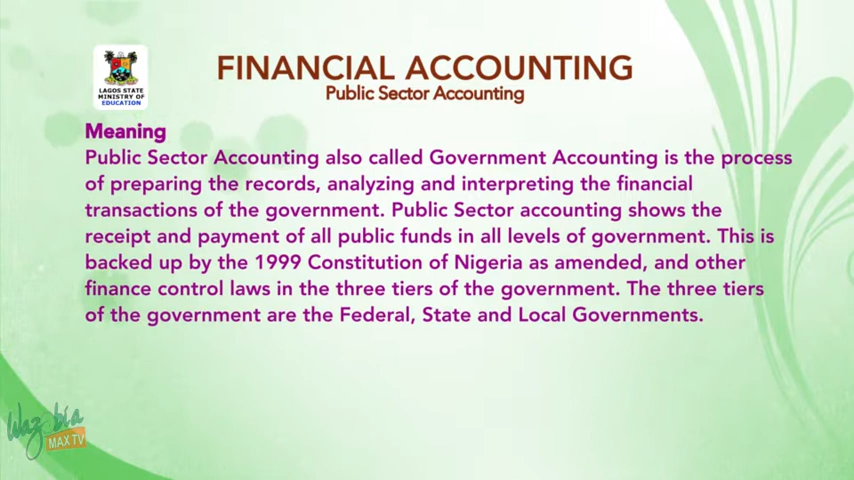 FINANCIAL ACCOUNTING
Public Sector Accounting
LAGOS STATE
MINISTRY OF
EDUCATION
Meaning
Public Sector Accounting also called Government Accounting is the process
of preparing the records, analyzing and interpreting the financial
transactions of the government. Public Sector accounting shows the
receipt and payment of all public funds in all levels of government. This is
backed up by the 1999 Constitution of Nigeria as amended, and other
finance control laws in the three tiers of the government. The three tiers
of the government are the Federal, State and Local Governments.
Wazobia
MAX TV